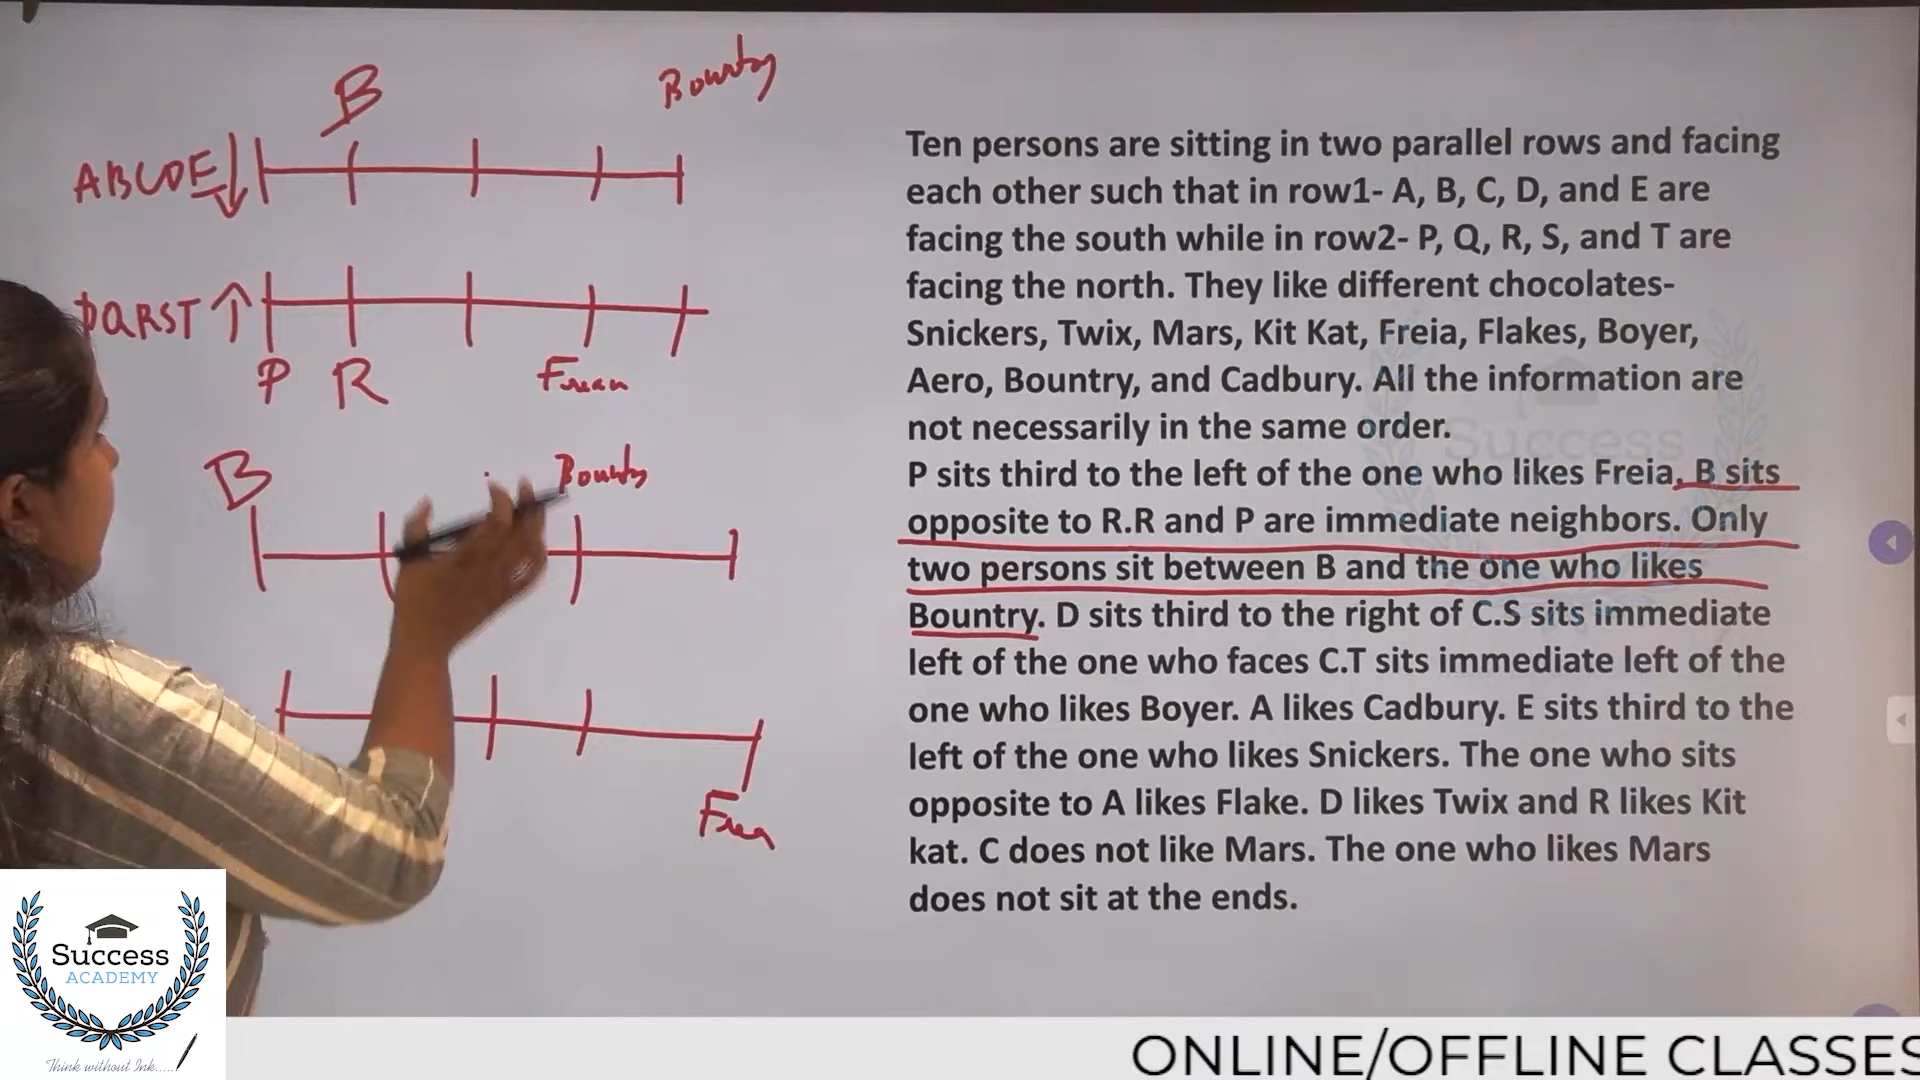 Bountry
B
ABCDE
PQRST
P R Freia
B Bountry
Ten persons are sitting in two parallel rows and facing
each other such that in row1- A, B, C, D, and E are
facing the south while in row2- P, Q, R, S, and T are
facing the north. They like different chocolates-
Snickers, Twix, Mars, Kit Kat, Freia, Flakes, Boyer,
Aero, Bountry, and Cadbury. All the information are
not necessarily in the same order.
P sits third to the left of the one who likes Freia. B sits
opposite to R.R and P are immediate neighbors. Only
two persons sit between B and the one who likes
Bountry. D sits third to the right of C.S sits immediate
left of the one who faces C.T sits immediate left of the
one who likes Boyer. A likes Cadbury. E sits third to the
left of the one who likes Snickers. The one who sits
opposite to A likes Flake. D likes Twix and R likes Kit
kat. C does not like Mars. The one who likes Mars
does not sit at the ends.
Success
Success
ACADEMY
Think without Ink.....
ONLINE/OFFLINE CLASSES